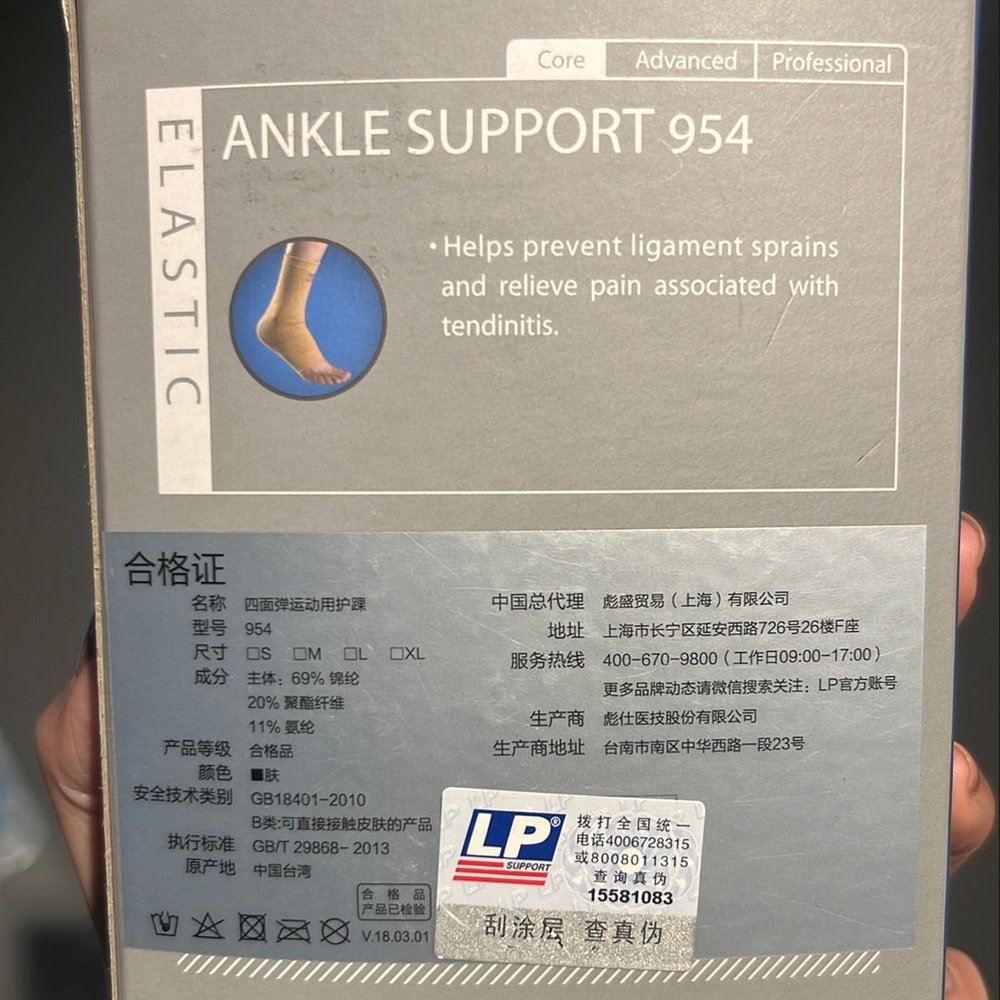 Core
Advanced
Professional
ELASTIC
ANKLE SUPPORT 954
• Helps prevent ligament sprains
and relieve pain associated with
tendinitis.
合格证
名称 四面弹运动用护踝
型号 954
尺寸 □S □M □L □XL
成分 主体：69% 锦纶
20% 聚酯纤维
11% 氨纶
产品等级 合格品
颜色 ■肤
安全技术类别 GB18401-2010
B类:可直接接触皮肤的产品
执行标准 GB/T 29868- 2013
原产地 中国台湾
合格品
产品已检验
V.18.03.01
中国总代理 彪盛贸易（上海）有限公司
地址 上海市长宁区延安西路726号26楼F座
服务热线 400-670-9800（工作日09:00-17:00）
更多品牌动态请微信搜索关注：LP官方账号
生产商 彪仕医技股份有限公司
生产商地址 台南市南区中华西路一段23号
LP®
SUPPORT
拨打全国统一
电话4006728315
或8008011315
查询真伪
15581083
刮涂层 查真伪